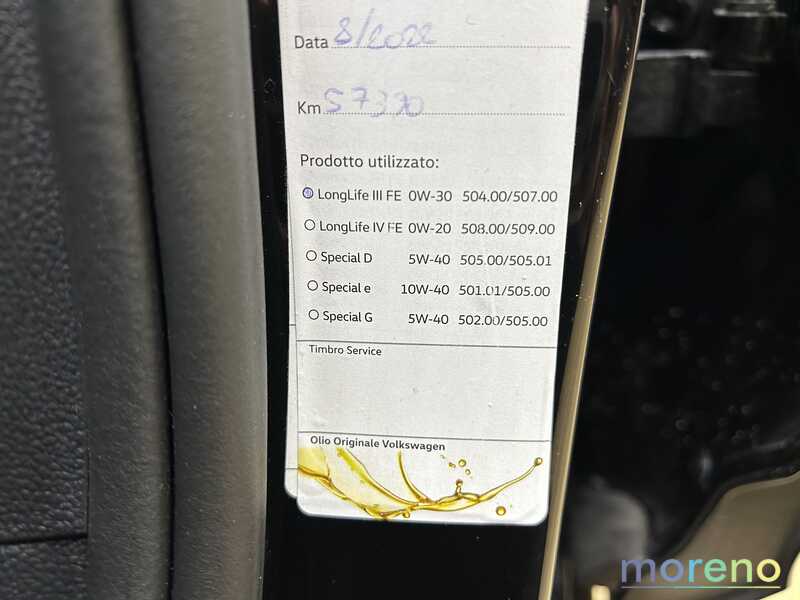 Data 8/2022
Km 57390
Prodotto utilizzato:
LongLife III FE 0W-30 504.00/507.00
LongLife IV FE 0W-20 508.00/509.00
Special D 5W-40 505.00/505.01
Special e 10W-40 501.01/505.00
Special G 5W-40 502.00/505.00
Timbro Service
Olio Originale Volkswagen
moreno